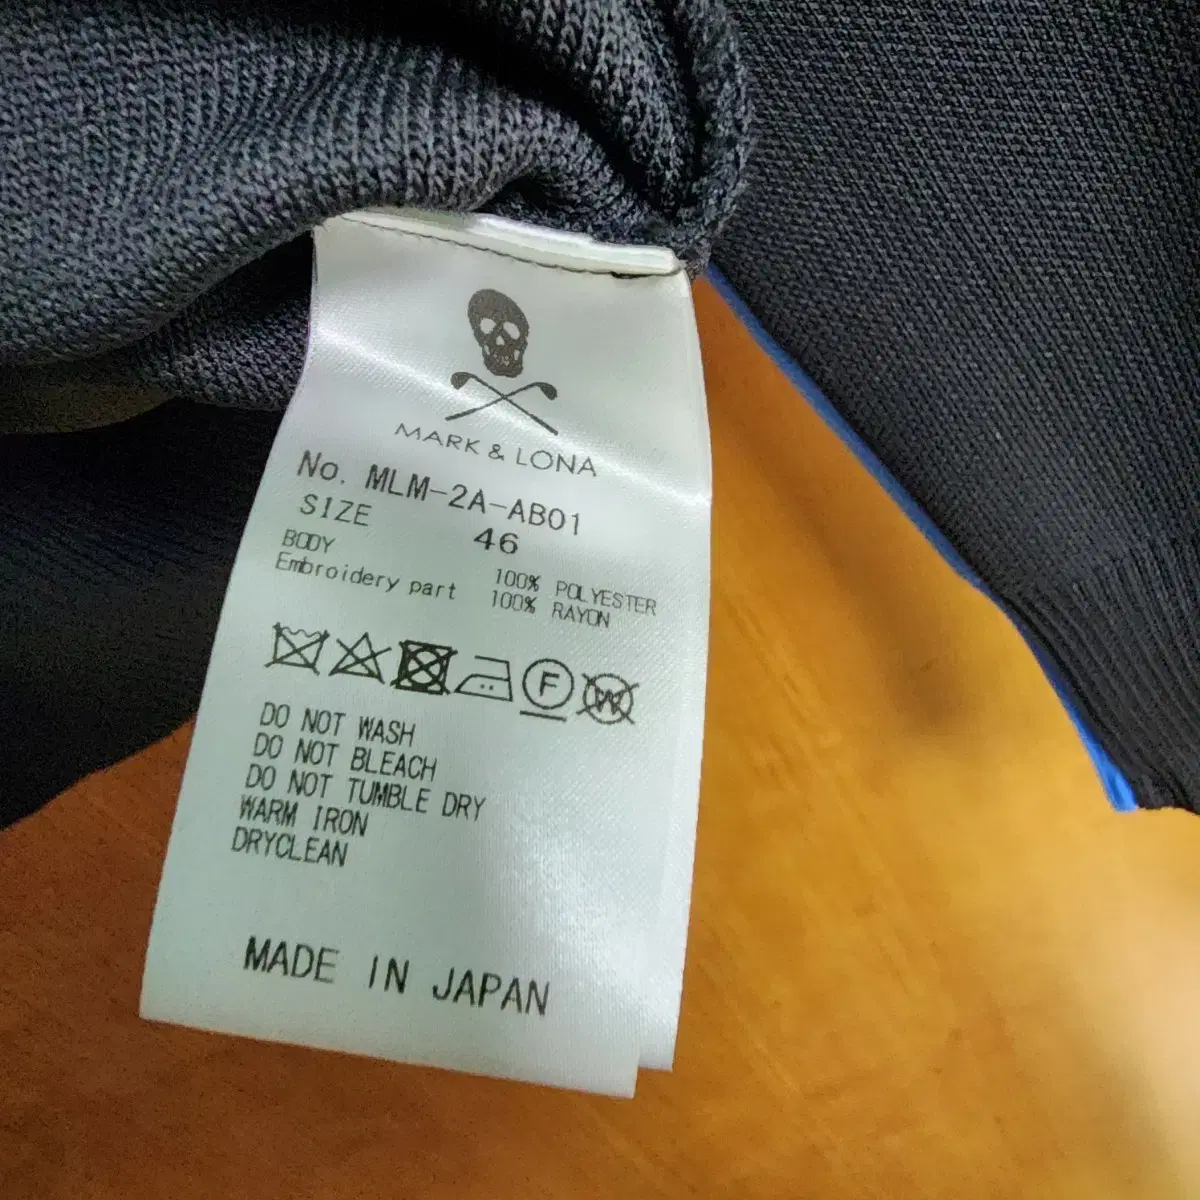 MARK & LONA
No. MLM-2A-AB01
SIZE 46
BODY 100% POLYESTER
Embroidery part 100% RAYON
F W
DO NOT WASH
DO NOT BLEACH
DO NOT TUMBLE DRY
WARM IRON
DRYCLEAN
MADE IN JAPAN